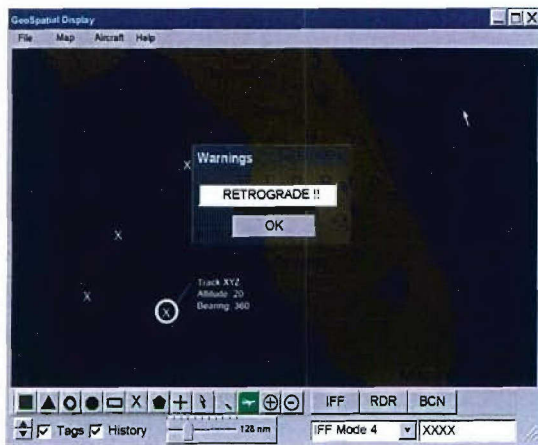 GeoSpatial Display
File Map Aircraft Help
Warnings
RETROGRADE !!
OK
X
X
X
X
Track XYZ
Altitude 20
Bearing 360
X
IFF RDR BCN
Tags History 128 nm IFF Mode 4 XXXX